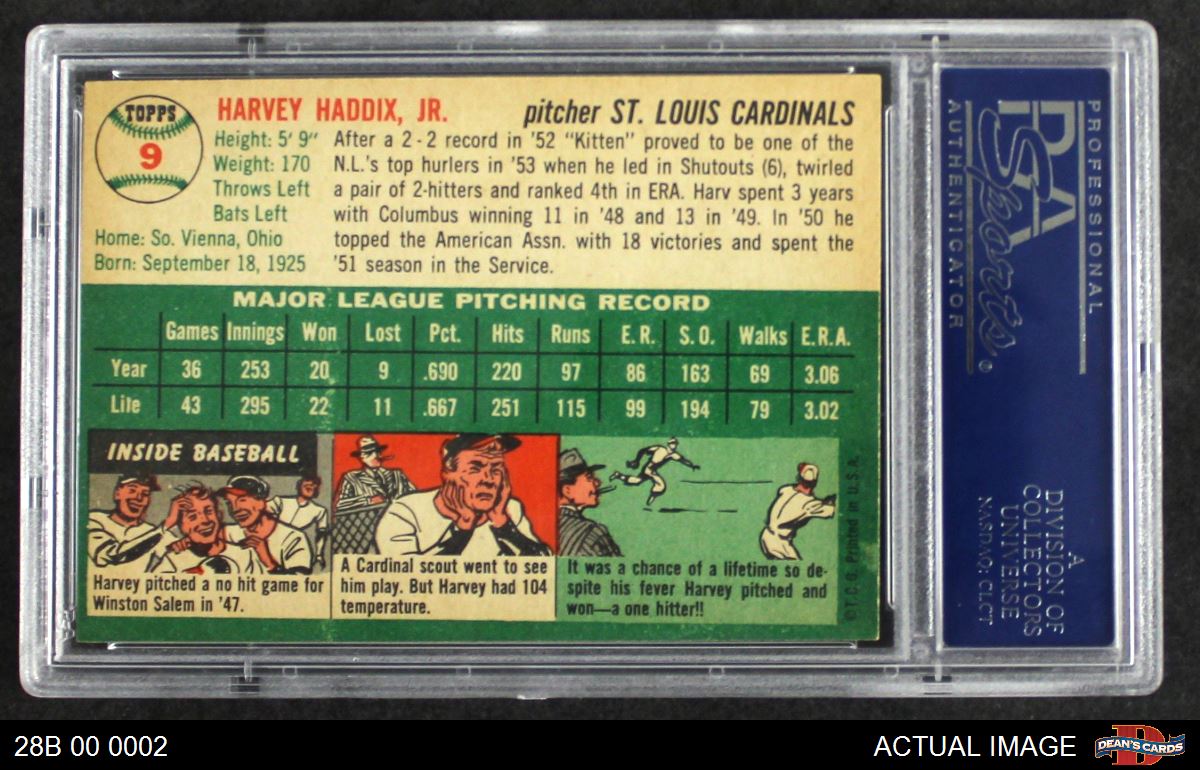 TOPPS
9
HARVEY HADDIX, JR. pitcher ST. LOUIS CARDINALS
Height: 5' 9"
Weight: 170
Throws Left
Bats Left
Home: So. Vienna, Ohio
Born: September 18, 1925
After a 2-2 record in '52 "Kitten" proved to be one of the
N.L.'s top hurlers in '53 when he led in Shutouts (6), twirled
a pair of 2-hitters and ranked 4th in ERA. Harv spent 3 years
with Columbus winning 11 in '48 and 13 in '49. In '50 he
topped the American Assn. with 18 victories and spent the
'51 season in the Service.
MAJOR LEAGUE PITCHING RECORD
Games Innings Won Lost Pct. Hits Runs E.R. S.O. Walks E.R.A.
Year 36 253 20 9 .690 220 97 86 163 69 3.06
Life 43 295 22 11 .667 251 115 99 194 79 3.02
INSIDE BASEBALL
Harvey pitched a no hit game for
Winston Salem in '47.
A Cardinal scout went to see
him play. But Harvey had 104
temperature.
It was a chance of a lifetime so de-
spite his fever Harvey pitched and
won—a one hitter!!
©T.C.G. Printed in U.S.A.
PSA
Sports®
PROFESSIONAL
AUTHENTICATOR
A
DIVISION OF
COLLECTORS
UNIVERSE
NASDAQ: CLCT
28B 00 0002
ACTUAL IMAGE
D
DEAN'S CARDS